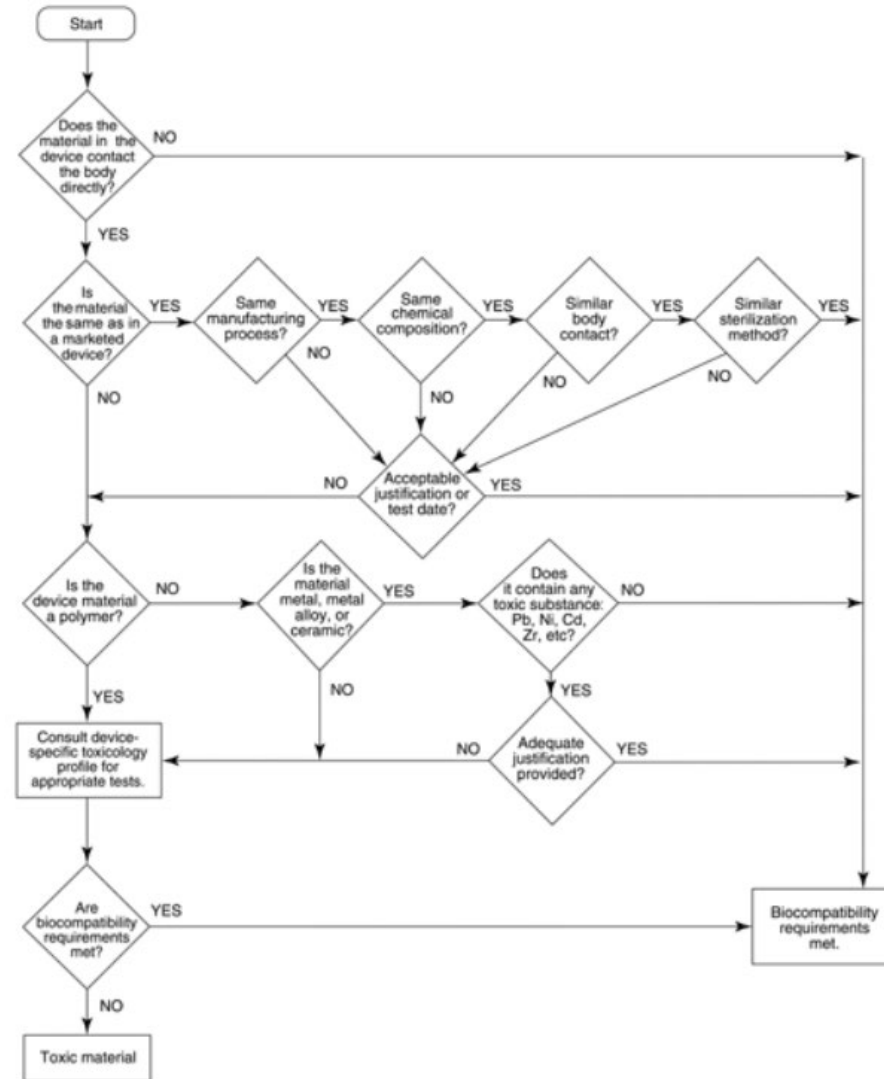 Start
Does the
material in the
device contact
the body
directly?
NO
YES
Is
the material
the same as in
a marketed
device?
YES
Same
manufacturing
process?
YES
Same
chemical
composition?
YES
Similar
body
contact?
YES
Similar
sterilization
method?
YES
NO
NO
NO
NO
NO
Acceptable
justification or
test date?
NO
YES
Is the
device material
a polymer?
NO
Is the
material
metal, metal
alloy, or
ceramic?
YES
Does
it contain any
toxic substance:
Pb, Ni, Cd,
Zr, etc?
NO
YES
NO
YES
Consult device-
specific toxicology
profile for
appropriate tests.
NO
Adequate
justification
provided?
YES
Are
biocompatibility
requirements
met?
YES
Biocompatibility
requirements
met.
NO
Toxic material